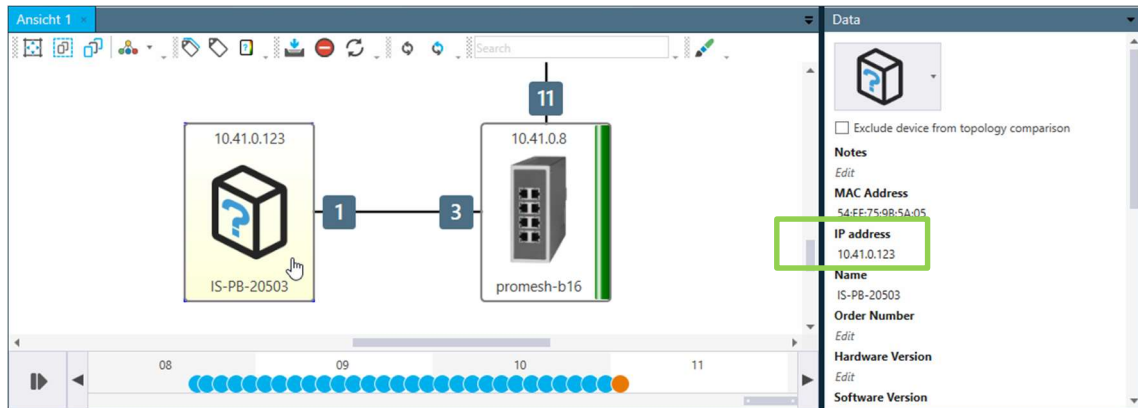 Ansicht 1 ×
Data
Search
11
10.41.0.123
10.41.0.8
1
3
IS-PB-20503
promesh-b16
08
09
10
11
Exclude device from topology comparison
Notes
Edit
MAC Address
54:EE:75:9B:5A:05
IP address
10.41.0.123
Name
IS-PB-20503
Order Number
Edit
Hardware Version
Edit
Software Version